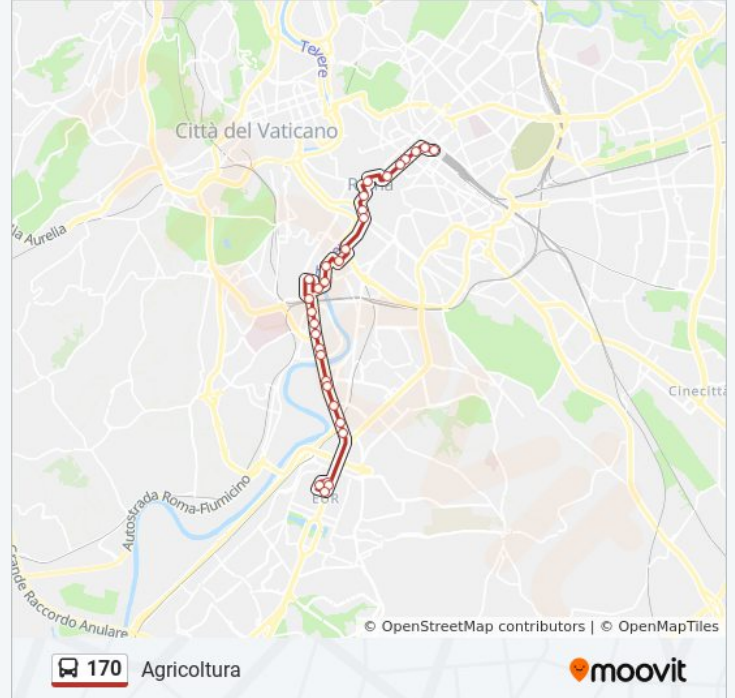 Tevere
Città del Vaticano
Roma
lla Aurelia
Cinecittà
EUR
Autostrada Roma-Fiumicino
Grande Raccordo Anulare
© OpenStreetMap contributors | © OpenMapTiles
170 Agricoltura
moovit